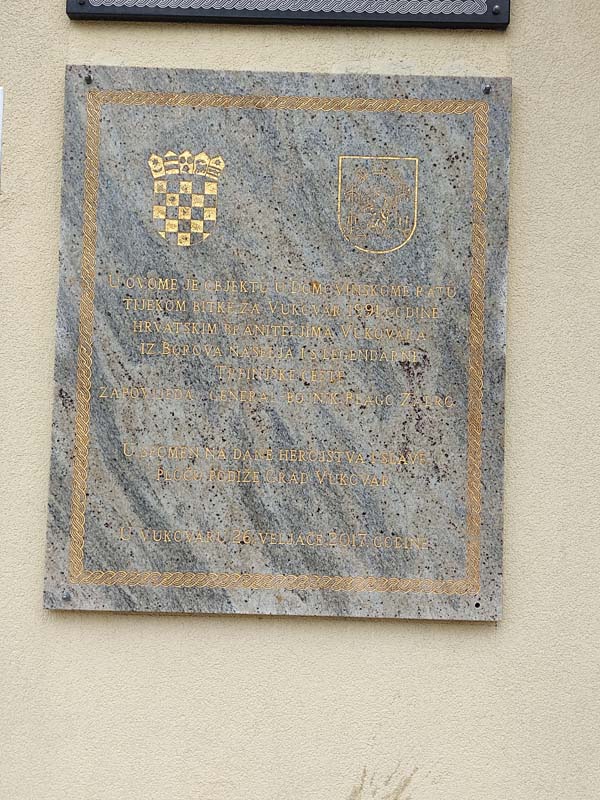 U OVOME JE OBJEKTU U DOMOVINSKOME RATU
TIJEKOM BITKE ZA VUKOVAR 1991. GODINE
HRVATSKIM BRANITELJIMA VUKOVARA
IZ BOROVA NASELJA I S LEGENDARNE
TRPINJSKE CESTE
ZAPOVIJEDAO GENERAL BOJNIK BLAGO ZADRO
U SPOMEN NA DANE HEROJSTVA I SLAVE
PLOČU PODIŽE GRAD VUKOVAR
U VUKOVARU, 26. VELJAČE 2017. GODINE